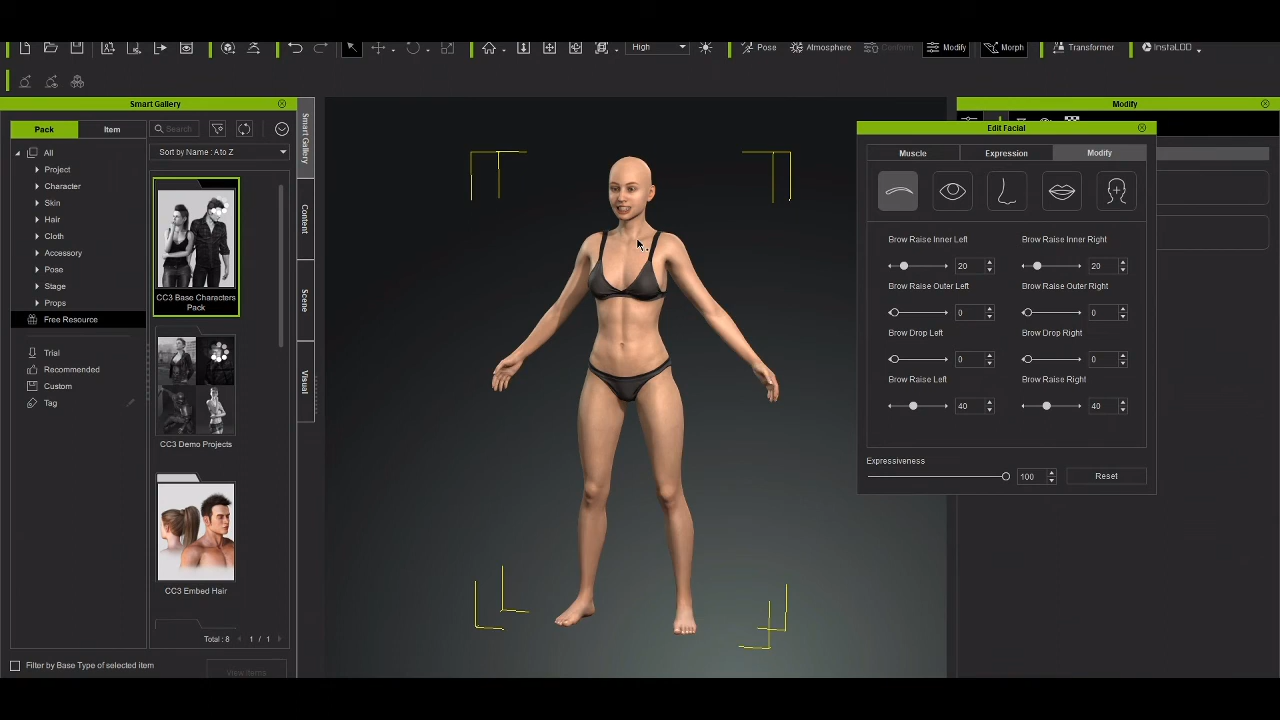 High
Pose
Atmosphere
Conform
Modify
Morph
Transformer
InstaLOD
Smart Gallery
Pack
Item
Search
All
Sort by Name : A to Z
Project
Character
Skin
Hair
Cloth
Accessory
Pose
Stage
Props
Free Resource
Trial
Recommended
Custom
Tag
CC3 Base Characters
Pack
CC3 Demo Projects
CC3 Embed Hair
Total : 8
1 / 1
Filter by Base Type of selected item
View Items
Smart Gallery
Content
Scene
Visual
Modify
Edit Facial
Muscle
Expression
Modify
Brow Raise Inner Left
Brow Raise Inner Right
20
20
Brow Raise Outer Left
Brow Raise Outer Right
0
0
Brow Drop Left
Brow Drop Right
0
0
Brow Raise Left
Brow Raise Right
40
40
Expressiveness
100
Reset